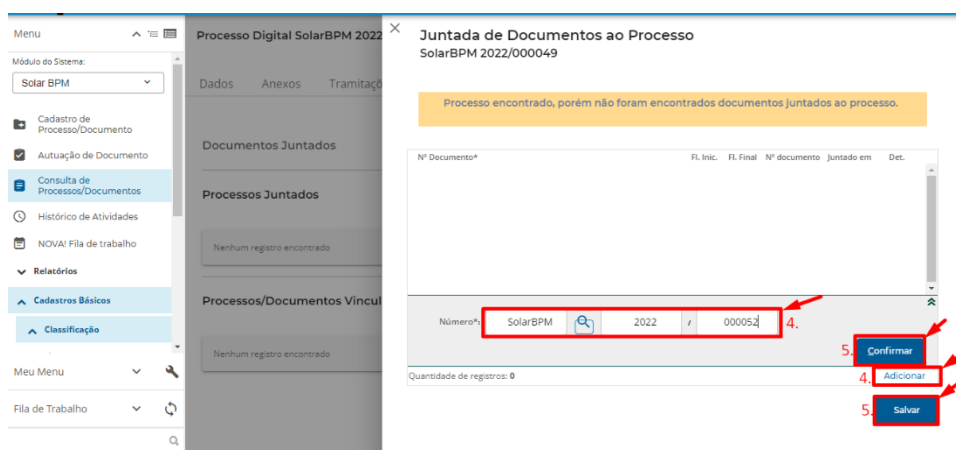 Menu
Módulo do Sistema:
Solar BPM
Cadastro de
Processo/Documento
Autuação de Documento
Consulta de
Processos/Documentos
Histórico de Atividades
NOVA! Fila de trabalho
Relatórios
Cadastros Básicos
Classificação
Meu Menu
Fila de Trabalho
Processo Digital SolarBPM 2022
Dados Anexos Tramitaçõ
Documentos Juntados
Processos Juntados
Nenhum registro encontrado
Processos/Documentos Vincul
Nenhum registro encontrado
Juntada de Documentos ao Processo
SolarBPM 2022/000049
Processo encontrado, porém não foram encontrados documentos juntados ao processo.
Nº Documento* Fl. Inic. Fl. Final Nº documento Juntado em Det.
Número*: SolarBPM 2022 / 000052 4.
5. Confirmar
Quantidade de registros: 0 4. Adicionar
5. Salvar